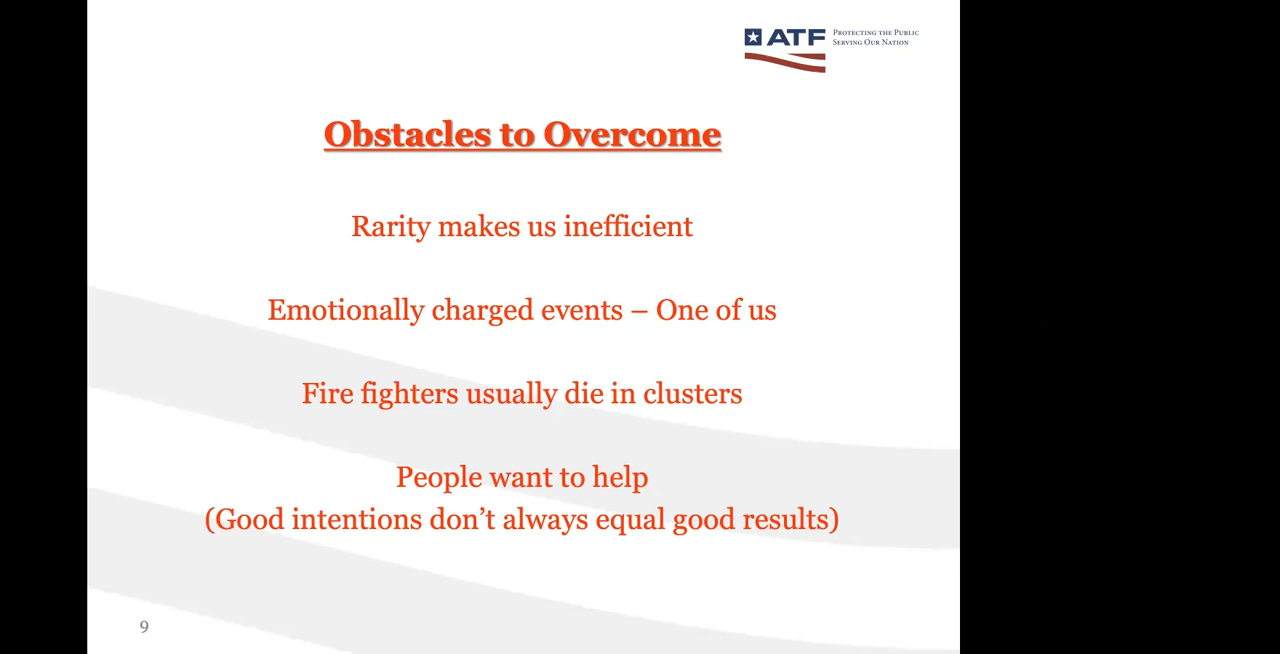 ATF
PROTECTING THE PUBLIC
SERVING OUR NATION
Obstacles to Overcome
Rarity makes us inefficient
Emotionally charged events – One of us
Fire fighters usually die in clusters
People want to help
(Good intentions don’t always equal good results)
9